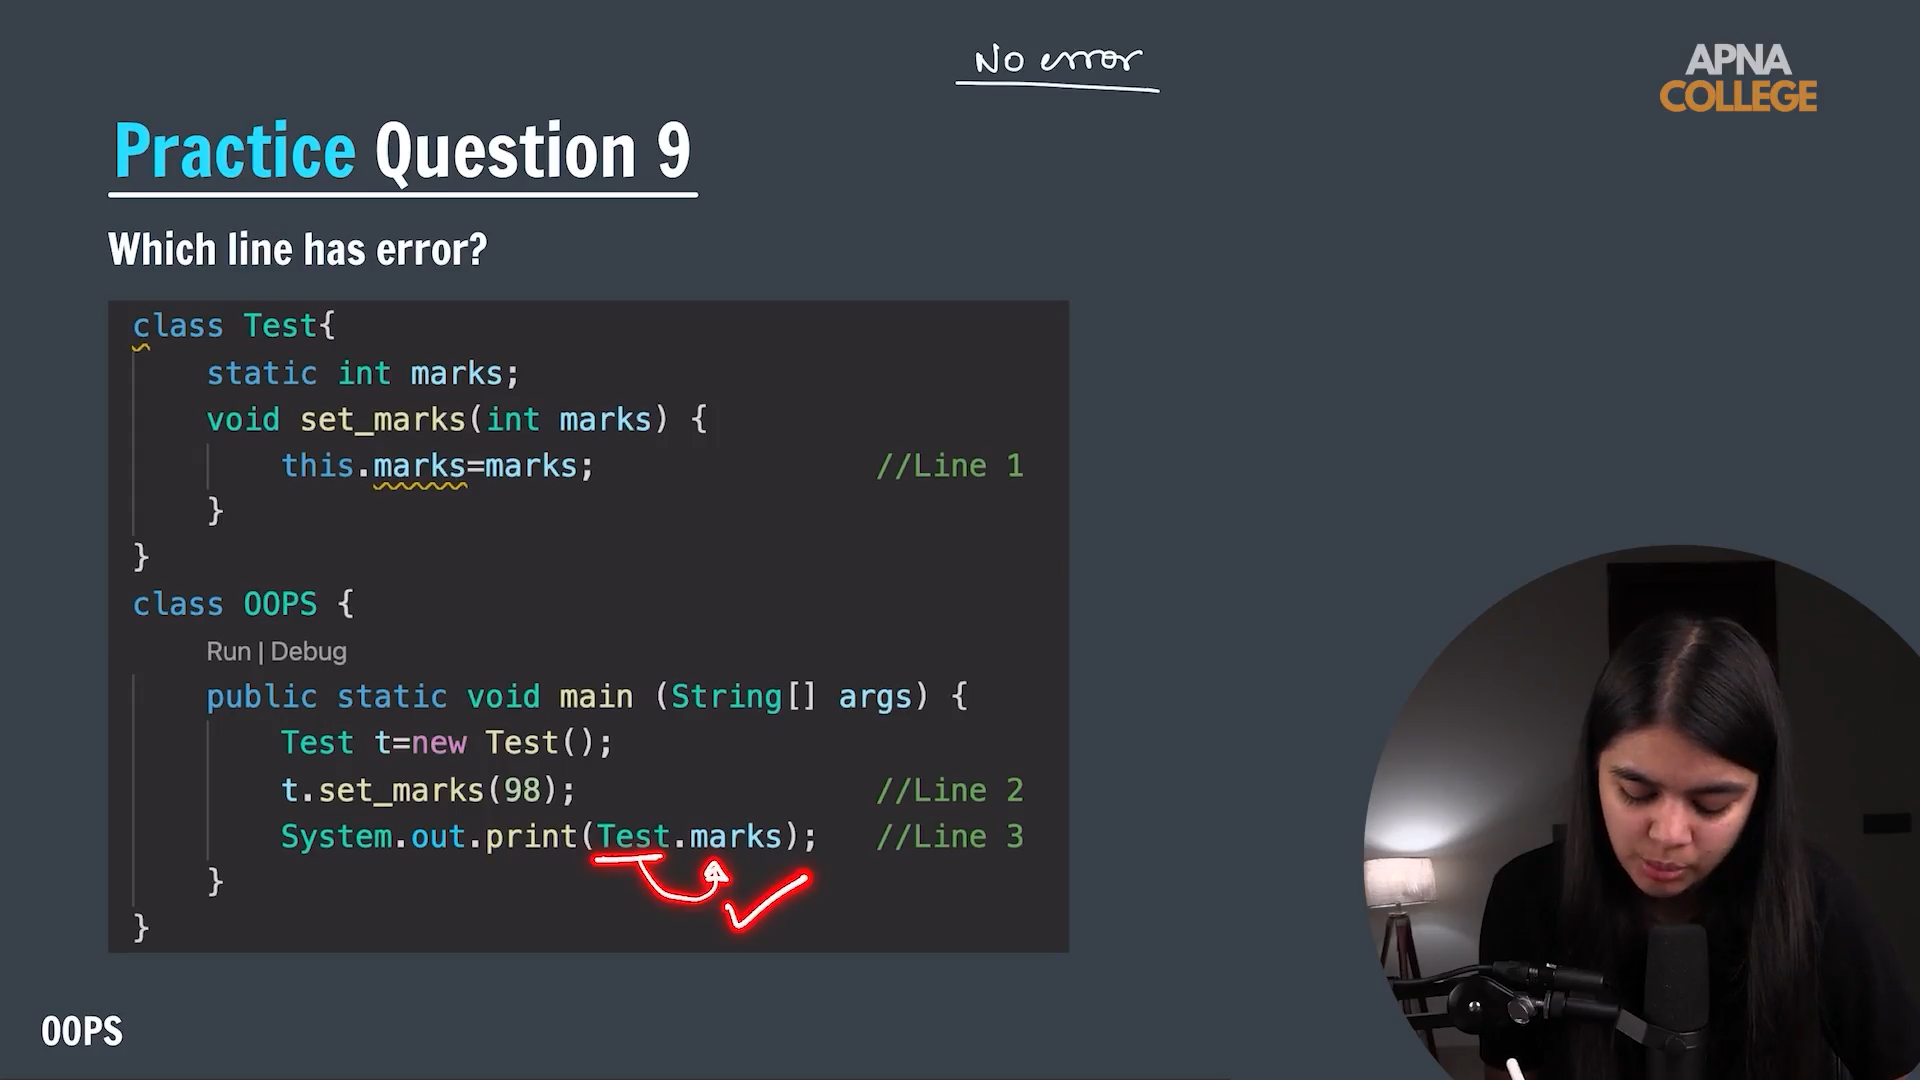 No error
APNA
COLLEGE
Practice Question 9
Which line has error?
class Test{
static int marks;
void set_marks(int marks) {
this.marks=marks; //Line 1
}
}
class OOPS {
Run | Debug
public static void main (String[] args) {
Test t=new Test();
t.set_marks(98); //Line 2
System.out.print(Test.marks); //Line 3
}
}
OOPS